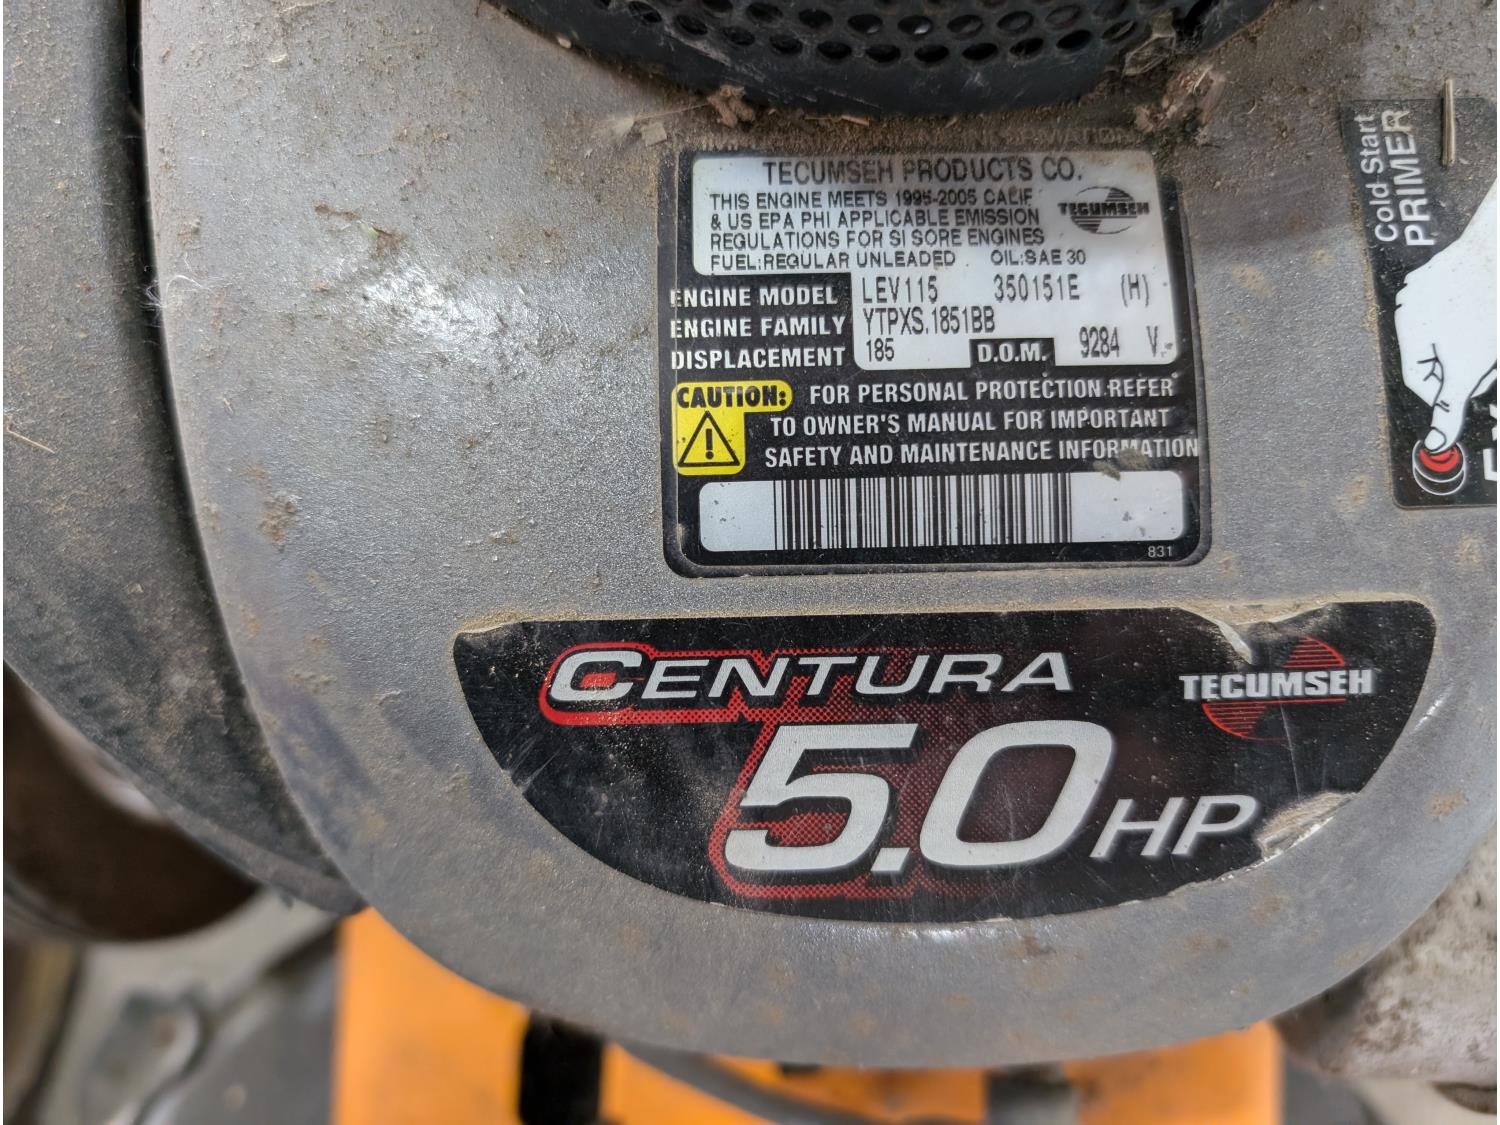 TECUMSEH PRODUCTS CO.
THIS ENGINE MEETS 1995-2005 CALIF
& US EPA PHI APPLICABLE EMISSION
REGULATIONS FOR SI SORE ENGINES
FUEL:REGULAR UNLEADED OIL:SAE 30
TECUMSEH
ENGINE MODEL LEV115 350151E (H)
ENGINE FAMILY YTPXS.1851BB
DISPLACEMENT 185 D.O.M. 9284 V
CAUTION: FOR PERSONAL PROTECTION REFER
TO OWNER'S MANUAL FOR IMPORTANT
SAFETY AND MAINTENANCE INFORMATION
831
Cold Start
PRIMER
CENTURA
5.0 HP
TECUMSEH